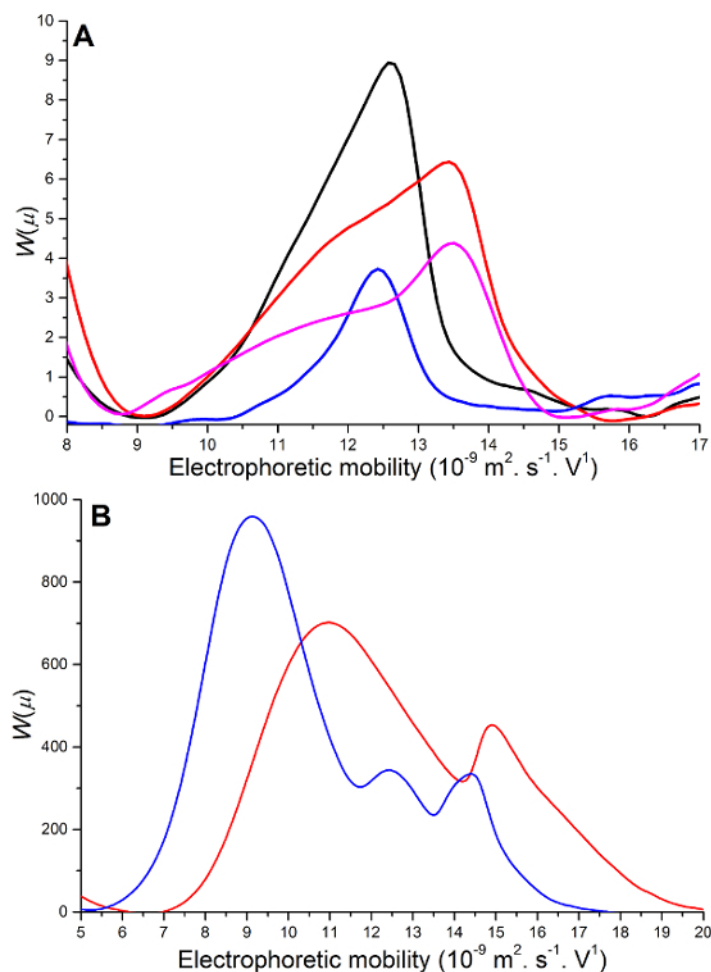 A
10
9
8
7
6
5
4
3
2
1
0
W(μ)
8 9 10 11 12 13 14 15 16 17
Electrophoretic mobility (10⁻⁹ m². s⁻¹. V¹)
B
1000
800
600
400
200
0
W(μ)
5 6 7 8 9 10 11 12 13 14 15 16 17 18 19 20
Electrophoretic mobility (10⁻⁹ m². s⁻¹. V¹)